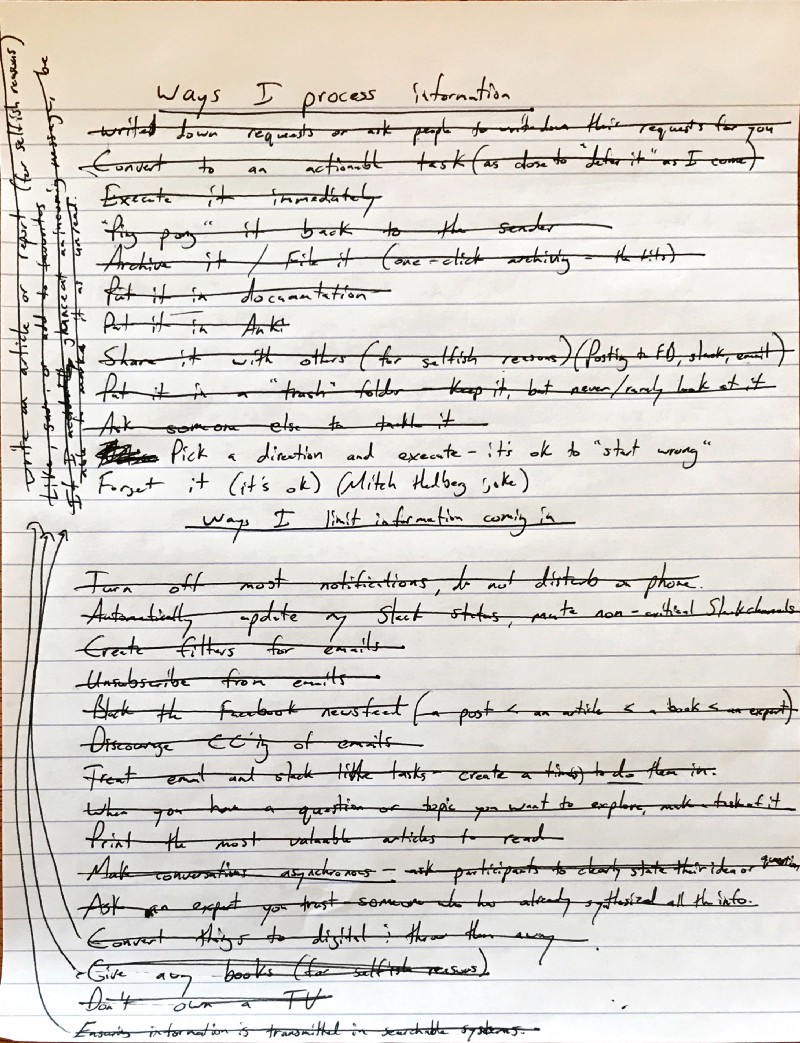 Ways I process information
Writed down requests or ask people to write down their requests for you
Convert to an actionable task (as close to "defer it" as I come)
Execute it immediately
"Ping pong" it back to the sender
Archive it / File it (one-click archiving - the bits)
Put it in documentation
Put it in Anki
Share it with others (for selfish reasons) (Posting to FB, slack, email)
Put it in a "trash" folder - keep it, but never/rarely look at it
Ask someone else to tackle it
Pick a direction and execute - it's ok to "start wrong"
Forget it (it's ok) (Mitch Hedberg joke)
Write an article or report (for selfish reasons)
Like, save, or add to favorites
If I glance at an incoming message, be
able to mark it as unread.
Ways I limit information coming in
Turn off most notifications, do not disturb on phone.
Automatically update my Slack status, mute non-critical Slack channels
Create filters for emails
Unsubscribe from emails
Block the Facebook newsfeed (a post < an article < a book < an expert)
Discourage CC'ing of emails
Treat email and slack like tasks - create a time(s) to do them in.
When you have a question or topic you want to explore, make a task of it
Print the most valuable articles to read
Make conversations asynchronous - ask participants to clearly state their idea or question
Ask an expert you trust - someone who has already synthesized all the info.
Convert things to digital & throw them away
Give away books (for selfish reasons)
Don't own a TV
Ensuring information is transmitted in searchable systems.